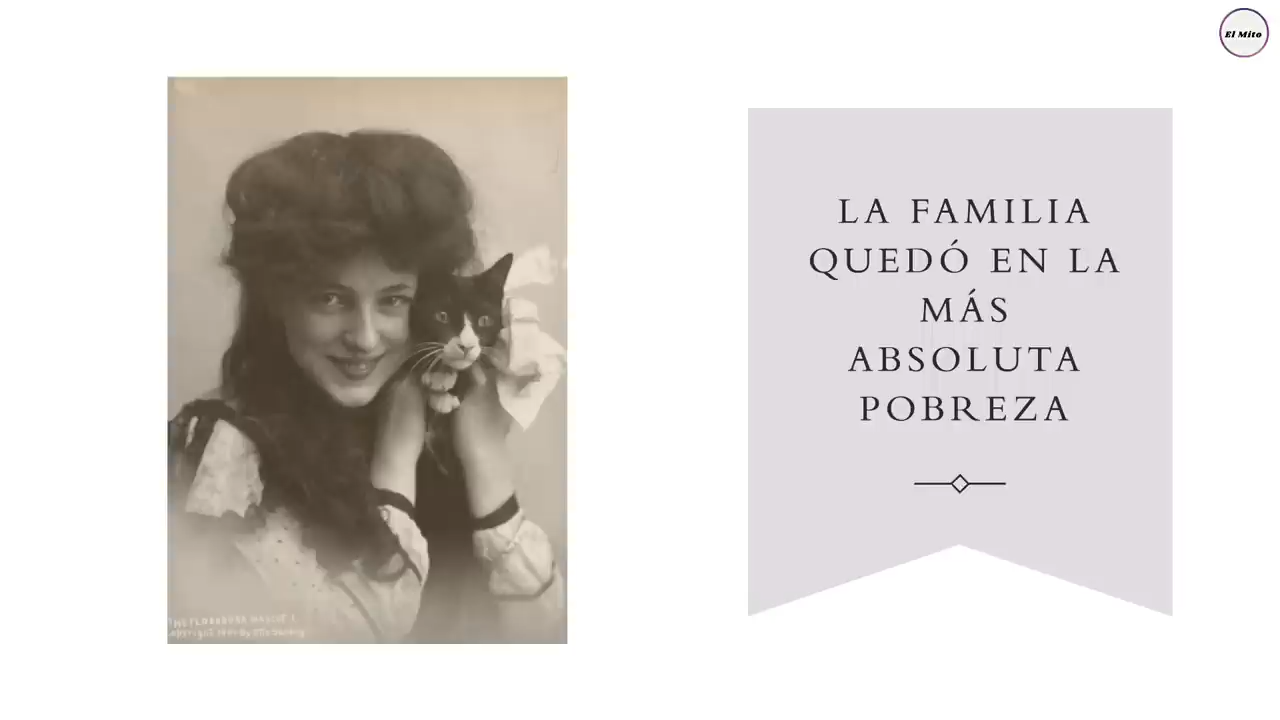 El Mito
LA FAMILIA
QUEDÓ EN LA
MÁS
ABSOLUTA
POBREZA